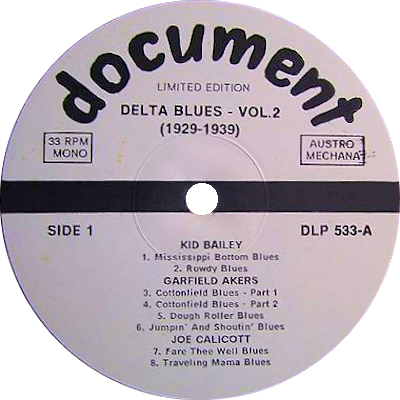 document
LIMITED EDITION
DELTA BLUES - VOL.2
(1929-1939)
33 RPM
MONO
AUSTRO
MECHANA
SIDE 1
DLP 533-A
KID BAILEY
1. Mississippi Bottom Blues
2. Rowdy Blues
GARFIELD AKERS
3. Cottonfield Blues - Part 1
4. Cottonfield Blues - Part 2
5. Dough Roller Blues
6. Jumpin' And Shoutin' Blues
JOE CALICOTT
7. Fare Thee Well Blues
8. Traveling Mama Blues